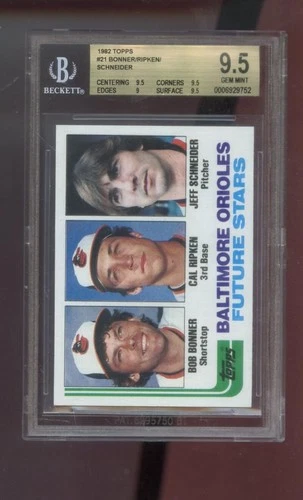 1982 TOPPS
#21 BONNER/RIPKEN/
SCHNEIDER
CENTERING 9.5 CORNERS 9.5
EDGES 9 SURFACE 9.5
B
BECKETT
9.5
GEM MINT
0006929752
JEFF SCHNEIDER
Pitcher
CAL RIPKEN
3rd Base
BOB BONNER
Shortstop
BALTIMORE ORIOLES
FUTURE STARS
Topps